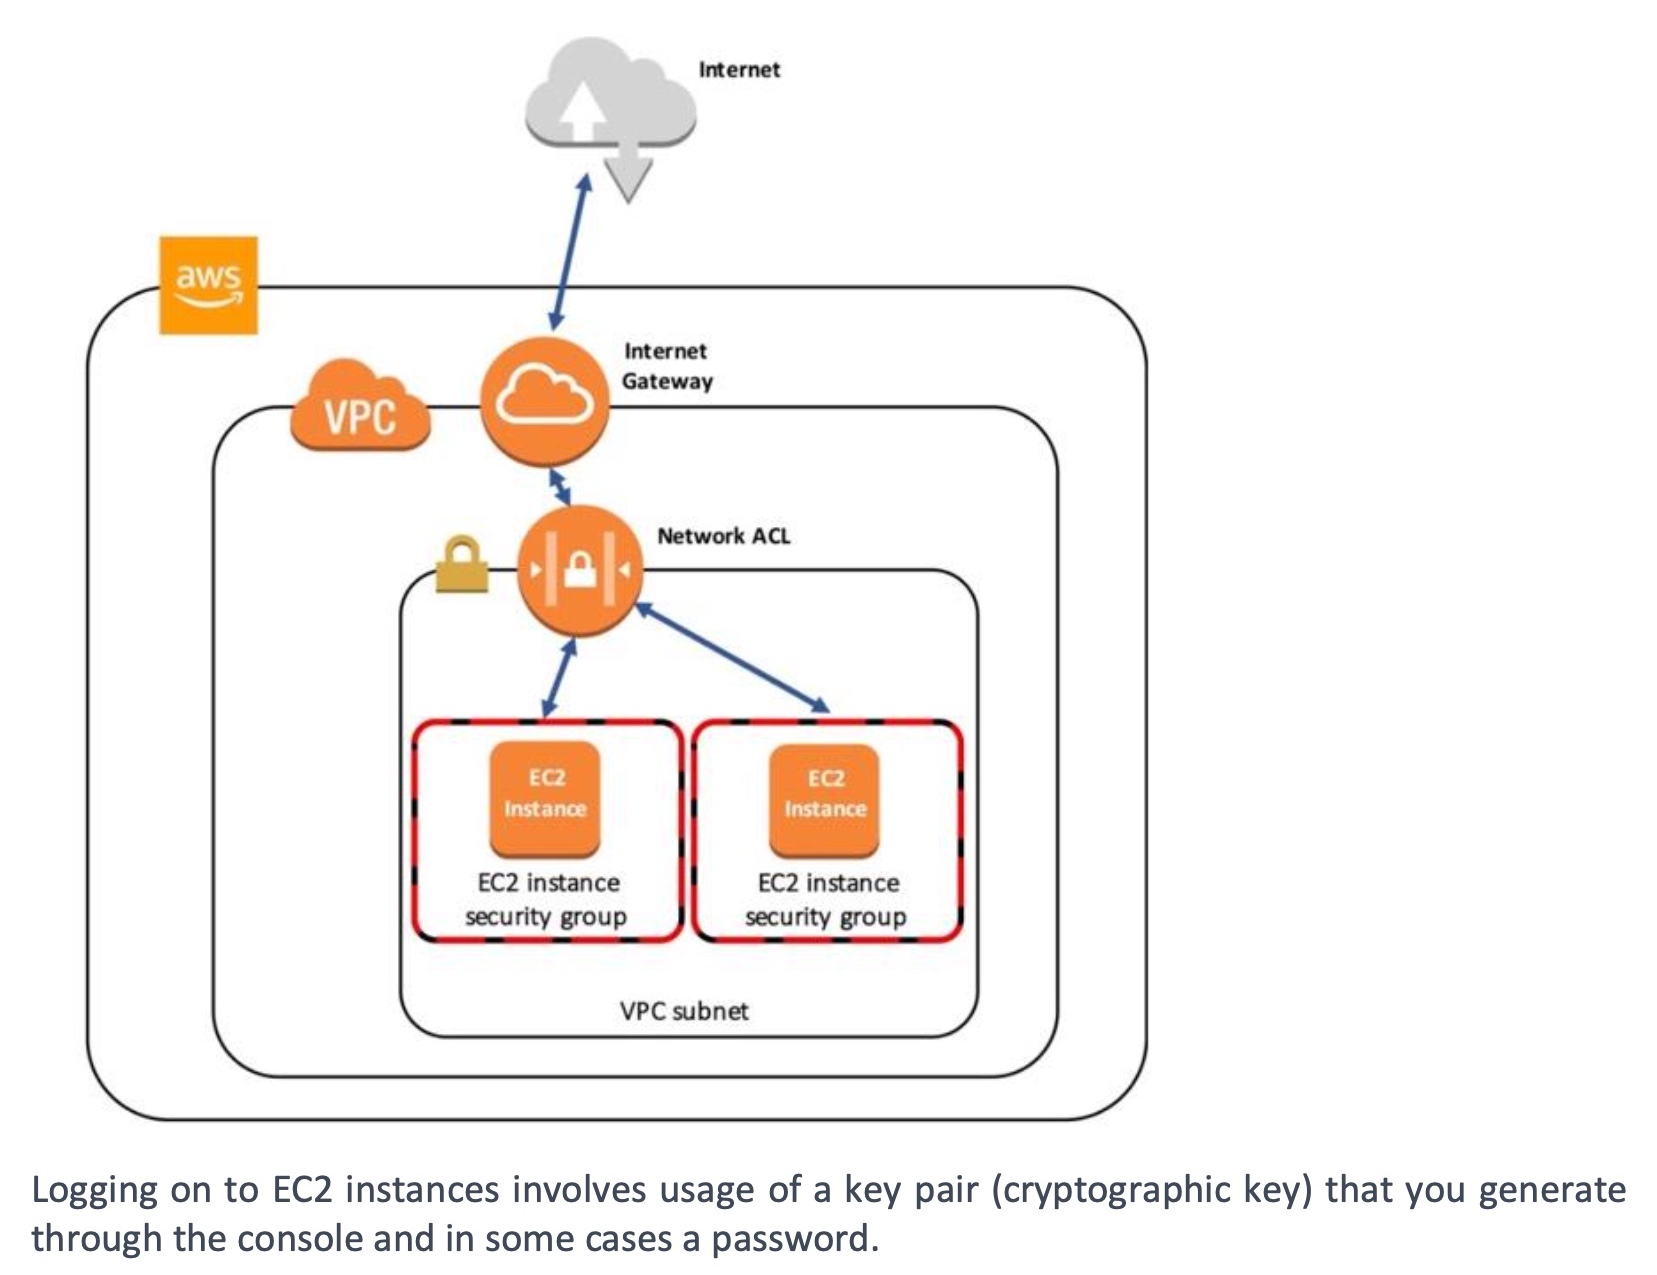 Internet
aws
Internet
Gateway
VPC
Network ACL
EC2
Instance
EC2 instance
security group
EC2
Instance
EC2 instance
security group
VPC subnet
Logging on to EC2 instances involves usage of a key pair (cryptographic key) that you generate
through the console and in some cases a password.